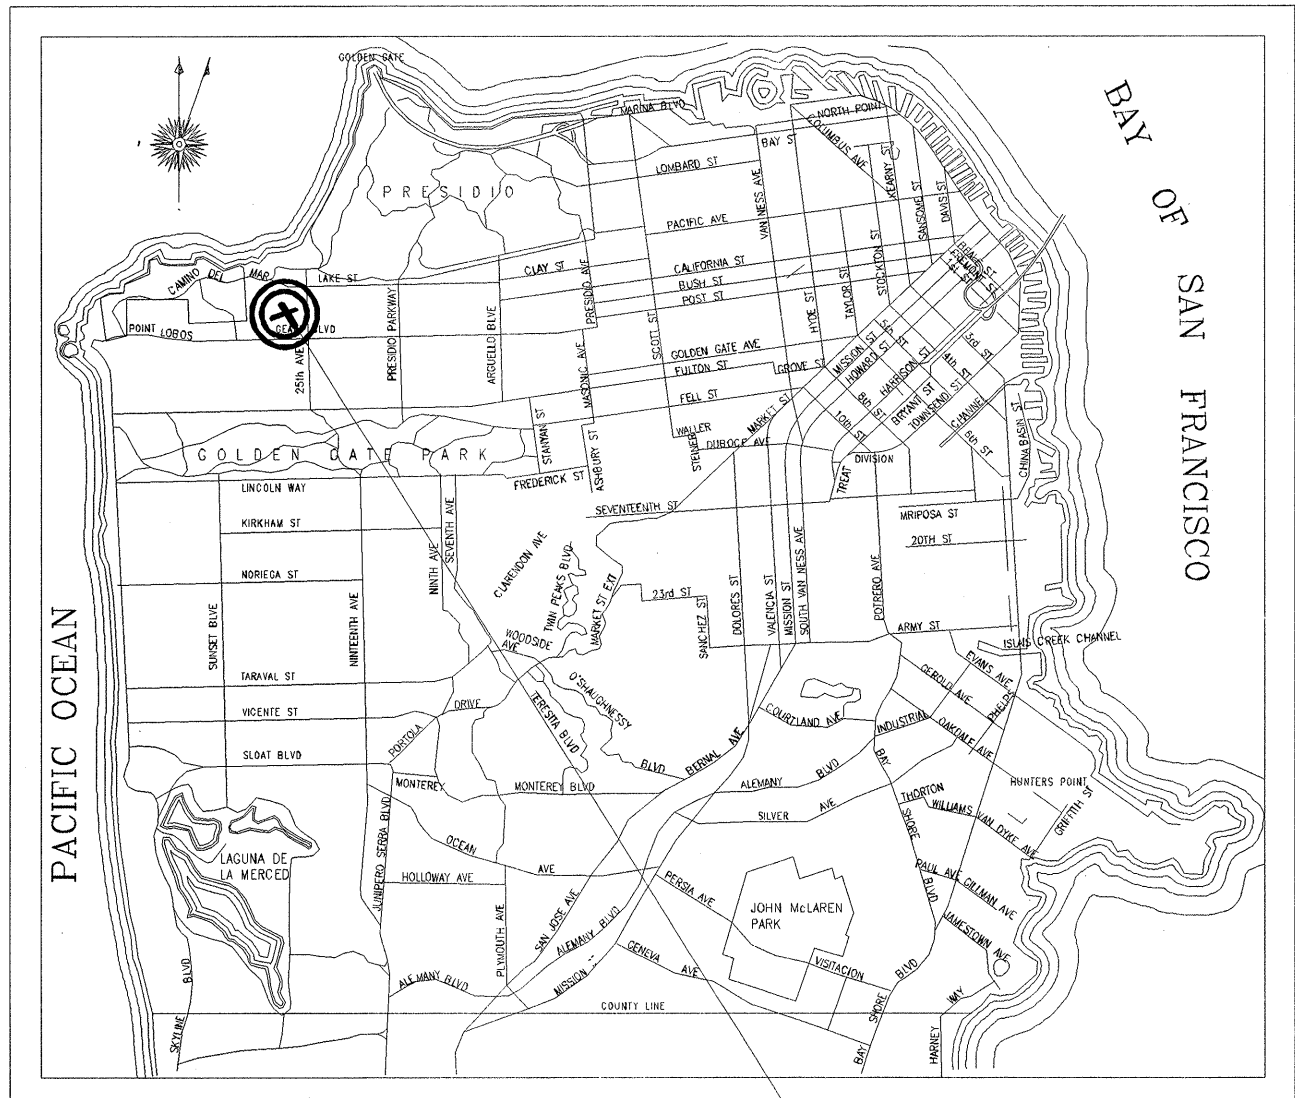 GOLDEN GATE
BAY OF SAN FRANCISCO
MARINA BLVD
NORTH POINT
COLUMBUS AVE
BAY ST
LOMBARD ST
KEARNY ST
PRESIDIO
VAN NESS AVE
SANSOME ST
DAVIS ST
PACIFIC AVE
CAMINO DEL MAR
LAKE ST
CLAY ST
CALIFORNIA ST
BUSH ST
POST ST
PRESIDIO AVE
STOCKTON ST
TAYLOR ST
HYDE ST
BEALE ST
FREMONT ST
1st ST
POINT LOBOS
BLVD
25th AVE
PRESIDIO PARKWAY
ARGUELLO BLVE
MASONIC AVE
SCOTT ST
GOLDEN GATE AVE
FULTON ST
GROVE ST
MISSION ST
HOWARD ST
HARRISON ST
3rd ST
4th ST
FELL ST
8th ST
BRYANT ST
TOWNSEND ST
CHANNEL
MARKET ST
10th ST
6th ST
CHINA BASIN ST
WALLER
STEINER
DUBOCE AVE
DIVISION
TREAT
STANYAN ST
ASHBURY ST
GOLDEN GATE PARK
FREDERICK ST
LINCOLN WAY
SEVENTEENTH ST
MRIPOSA ST
KIRKHAM ST
20TH ST
SEVENTH AVE
NINTH AVE
CLARENDON AVE
TWIN PEAKS BLVD
MARKET ST EXT
NORIEGA ST
23rd ST
SANCHEZ ST
DOLORES ST
VALENCIA ST
MISSION ST
SOUTH VAN NESS AVE
POTRERO AVE
ARMY ST
ISLAIS CREEK CHANNEL
SUNSET BLVE
NINTEENTH AVE
WOODSIDE AVE
PACIFIC OCEAN
TARAVAL ST
O'SHAUGHNESSY
BLVD
TERESITA BLVD
EVANS AVE
GEROLD AVE
PHELPS
VICENTE ST
PORTOLA
DRIVE
COURTLAND AVE
INDUSTRIAL
OAKDALE AVE
SLOAT BLVD
BERNAL AVE
BAY SHORE BLVD
MONTEREY
MONTEREY BLVD
ALEMANY BLVD
HUNTERS POINT
THORTON
WILLIAMS
VAN DYKE AVE
GRIFFITH ST
SILVER AVE
JUNIPERO SERRA BLVD
OCEAN AVE
LAGUNA DE
LA MERCED
HOLLOWAY AVE
PERSIA AVE
PAUL AVE
GILLMAN AVE
JOHN McLAREN
PARK
JAMESTOWN AVE
PLYMOUTH AVE
SAN JOSE AVE
ALEMANY BLVD
GENEVA AVE
VISITACION
ALEMANY BLVD
MISSION
COUNTY LINE
SKYLINE BLVD
BAY SHORE BLVD
HARNEY WAY